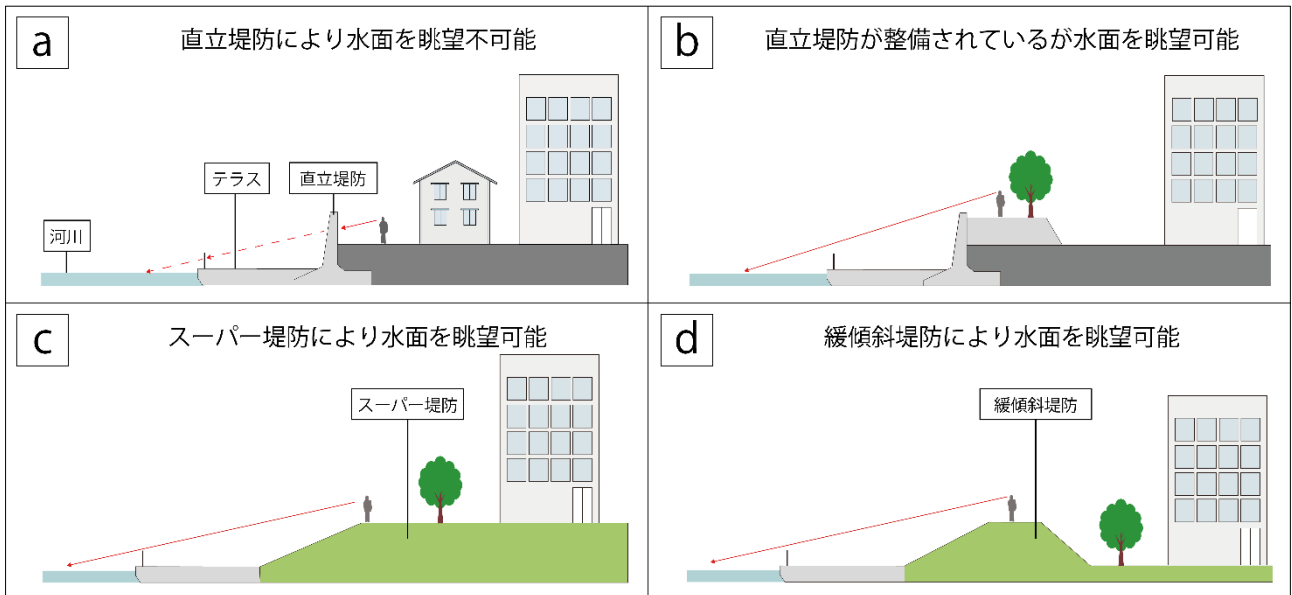 a
直立堤防により水面を眺望不可能
テラス
直立堤防
河川
b
直立堤防が整備されているが水面を眺望可能
c
スーパー堤防により水面を眺望可能
スーパー堤防
d
緩傾斜堤防により水面を眺望可能
緩傾斜堤防